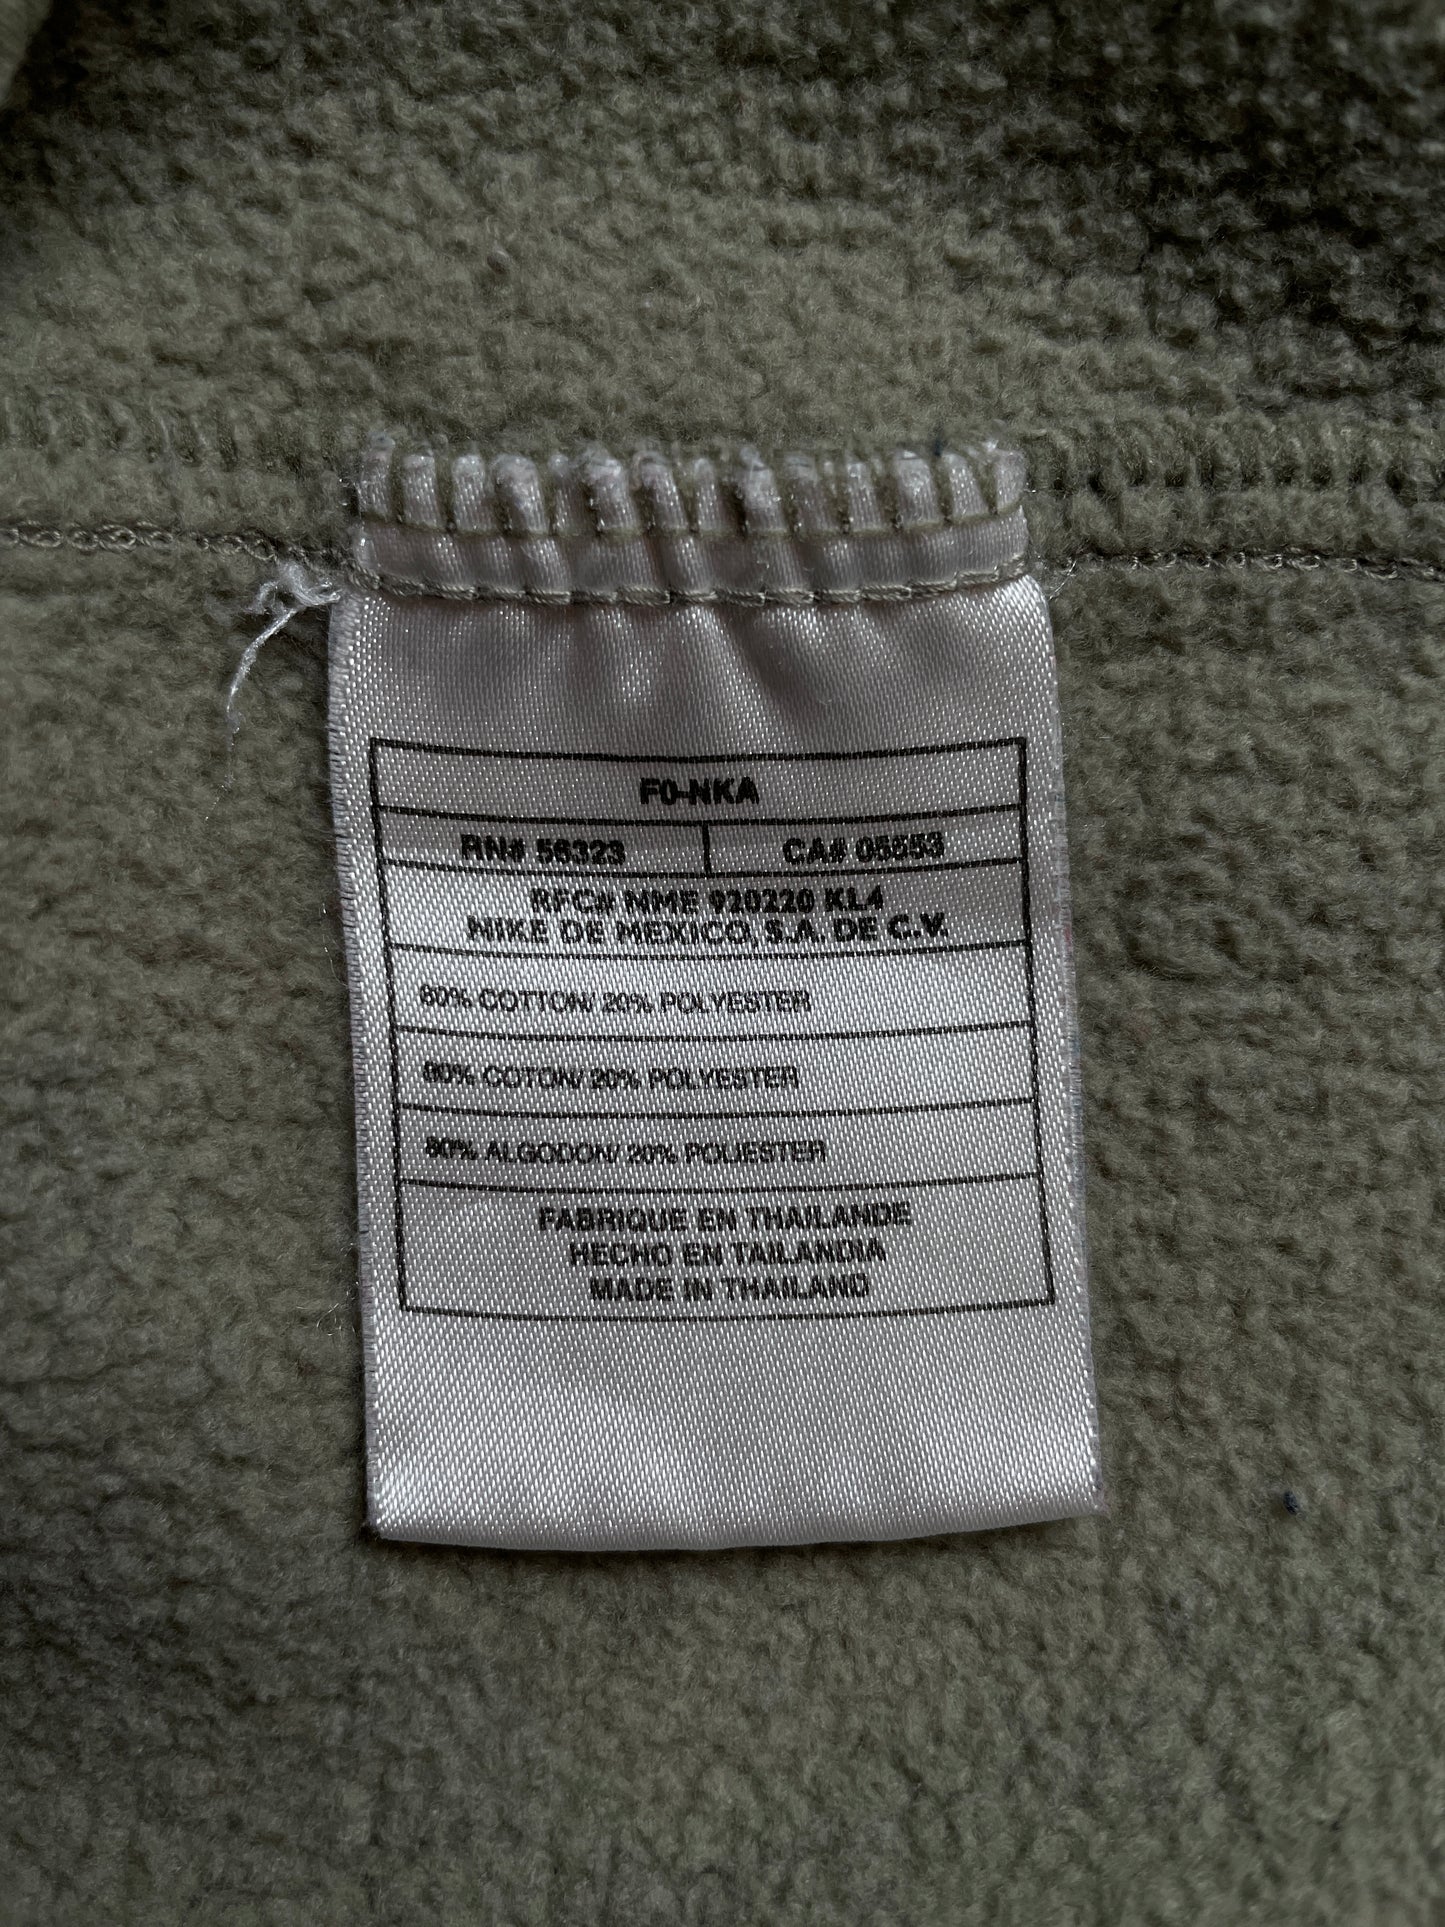 F0-NKA
RN# 56323 CA# 05553
RFC# NME 920220 KL4
NIKE DE MEXICO, S.A. DE C.V.
80% COTTON/ 20% POLYESTER
80% COTON/ 20% POLYESTER
80% ALGODON/ 20% POLIESTER
FABRIQUE EN THAILANDE
HECHO EN TAILANDIA
MADE IN THAILAND